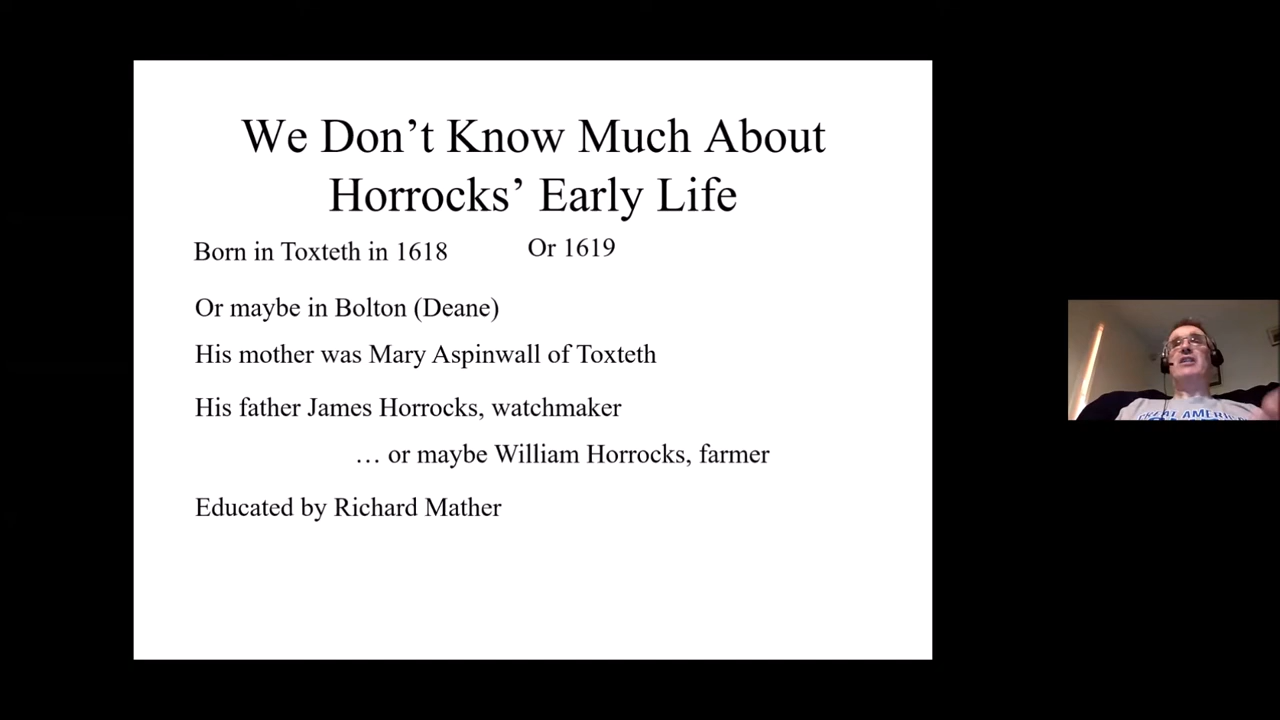 We Don’t Know Much About
Horrocks’ Early Life
Born in Toxteth in 1618 Or 1619
Or maybe in Bolton (Deane)
His mother was Mary Aspinwall of Toxteth
His father James Horrocks, watchmaker
… or maybe William Horrocks, farmer
Educated by Richard Mather
GREAT AMERIC